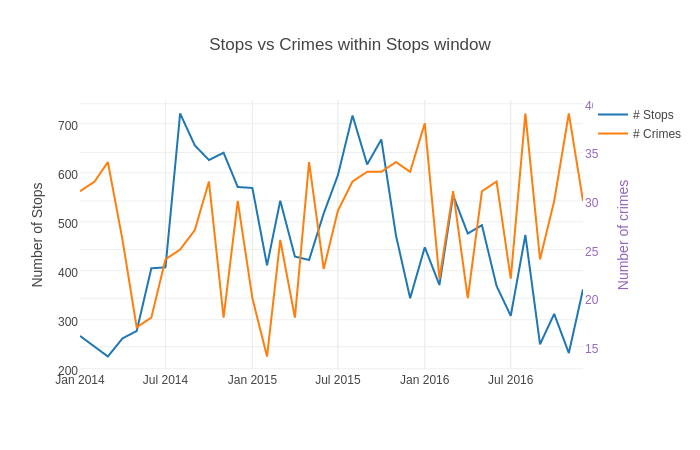 Stops vs Crimes within Stops window
# Stops
# Crimes
Number of Stops
700
600
500
400
300
200
Jan 2014
Jul 2014
Jan 2015
Jul 2015
Jan 2016
Jul 2016
40
35
30
25
20
15
Number of crimes